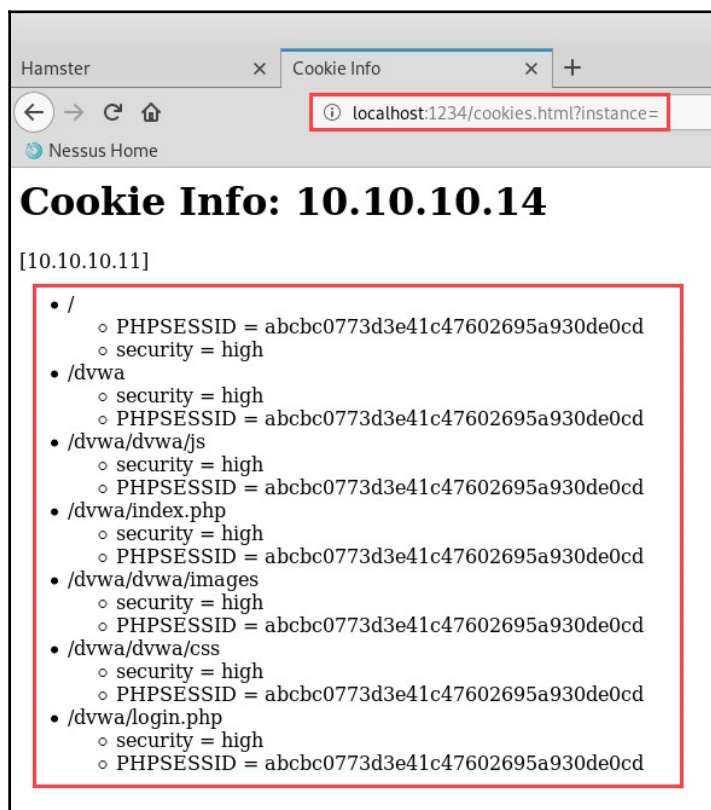 Hamster
Cookie Info
localhost:1234/cookies.html?instance=
Nessus Home
Cookie Info: 10.10.10.14
[10.10.10.11]
/
PHPSESSID = abcbc0773d3e41c47602695a930de0cd
security = high
/dvwa
security = high
PHPSESSID = abcbc0773d3e41c47602695a930de0cd
/dvwa/dvwa/js
security = high
PHPSESSID = abcbc0773d3e41c47602695a930de0cd
/dvwa/index.php
security = high
PHPSESSID = abcbc0773d3e41c47602695a930de0cd
/dvwa/dvwa/images
security = high
PHPSESSID = abcbc0773d3e41c47602695a930de0cd
/dvwa/dvwa/css
security = high
PHPSESSID = abcbc0773d3e41c47602695a930de0cd
/dvwa/login.php
security = high
PHPSESSID = abcbc0773d3e41c47602695a930de0cd